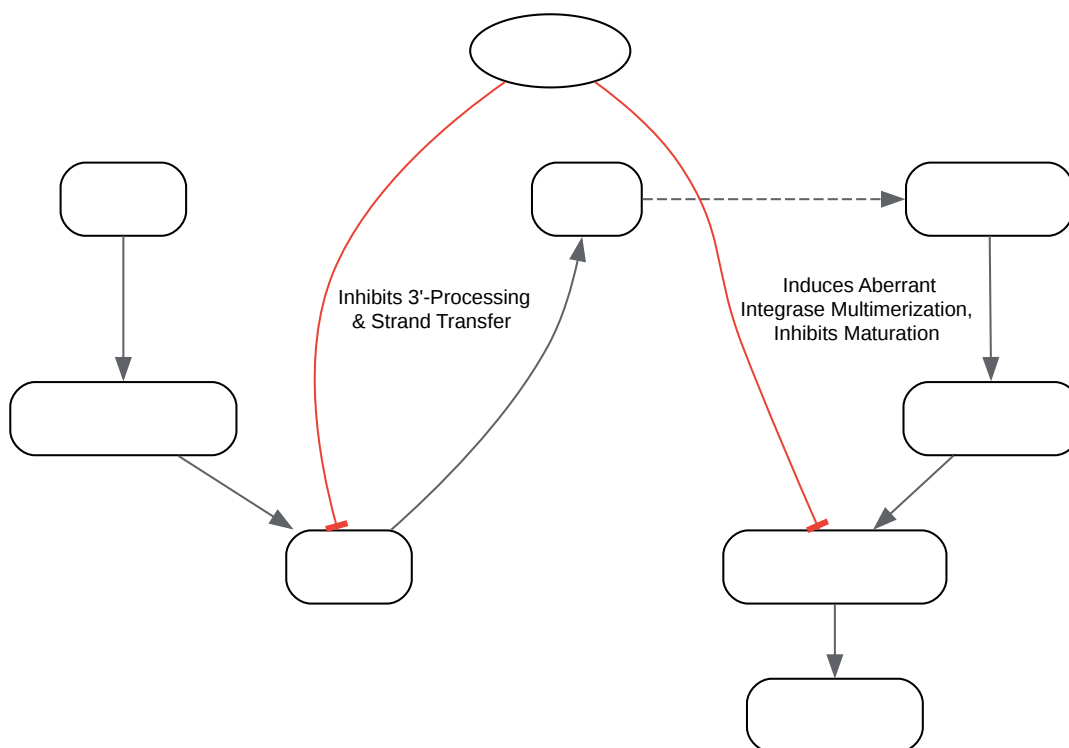 Inhibits 3'-Processing
& Strand Transfer
Induces Aberrant
Integrase Multimerization,
Inhibits Maturation